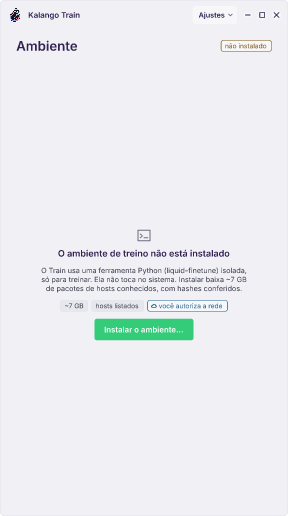 Kalango Train
Ajustes
Ambiente
não instalado
O ambiente de treino não está instalado
O Train usa uma ferramenta Python (liquid-finetune) isolada,
só para treinar. Ela não toca no sistema. Instalar baixa ~7 GB
de pacotes de hosts conhecidos, com hashes conferidos.
~7 GB
hosts listados
você autoriza a rede
Instalar o ambiente...